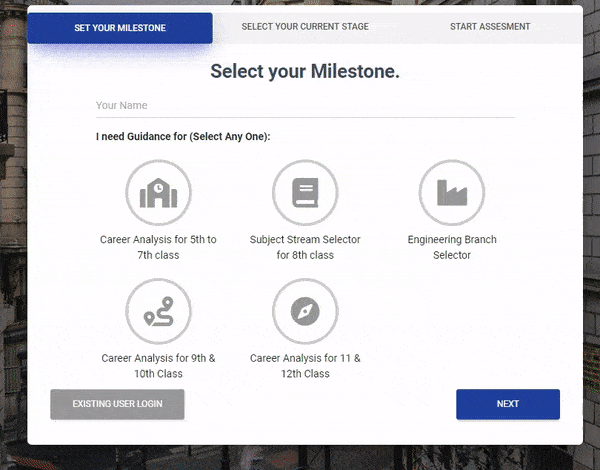 SET YOUR MILESTONE
SELECT YOUR CURRENT STAGE
START ASSESMENT
Select your Milestone.
Your Name
I need Guidance for (Select Any One):
Career Analysis for 5th to
7th class
Subject Stream Selector
for 8th class
Engineering Branch
Selector
Career Analysis for 9th &
10th Class
Career Analysis for 11 &
12th Class
EXISTING USER LOGIN
NEXT